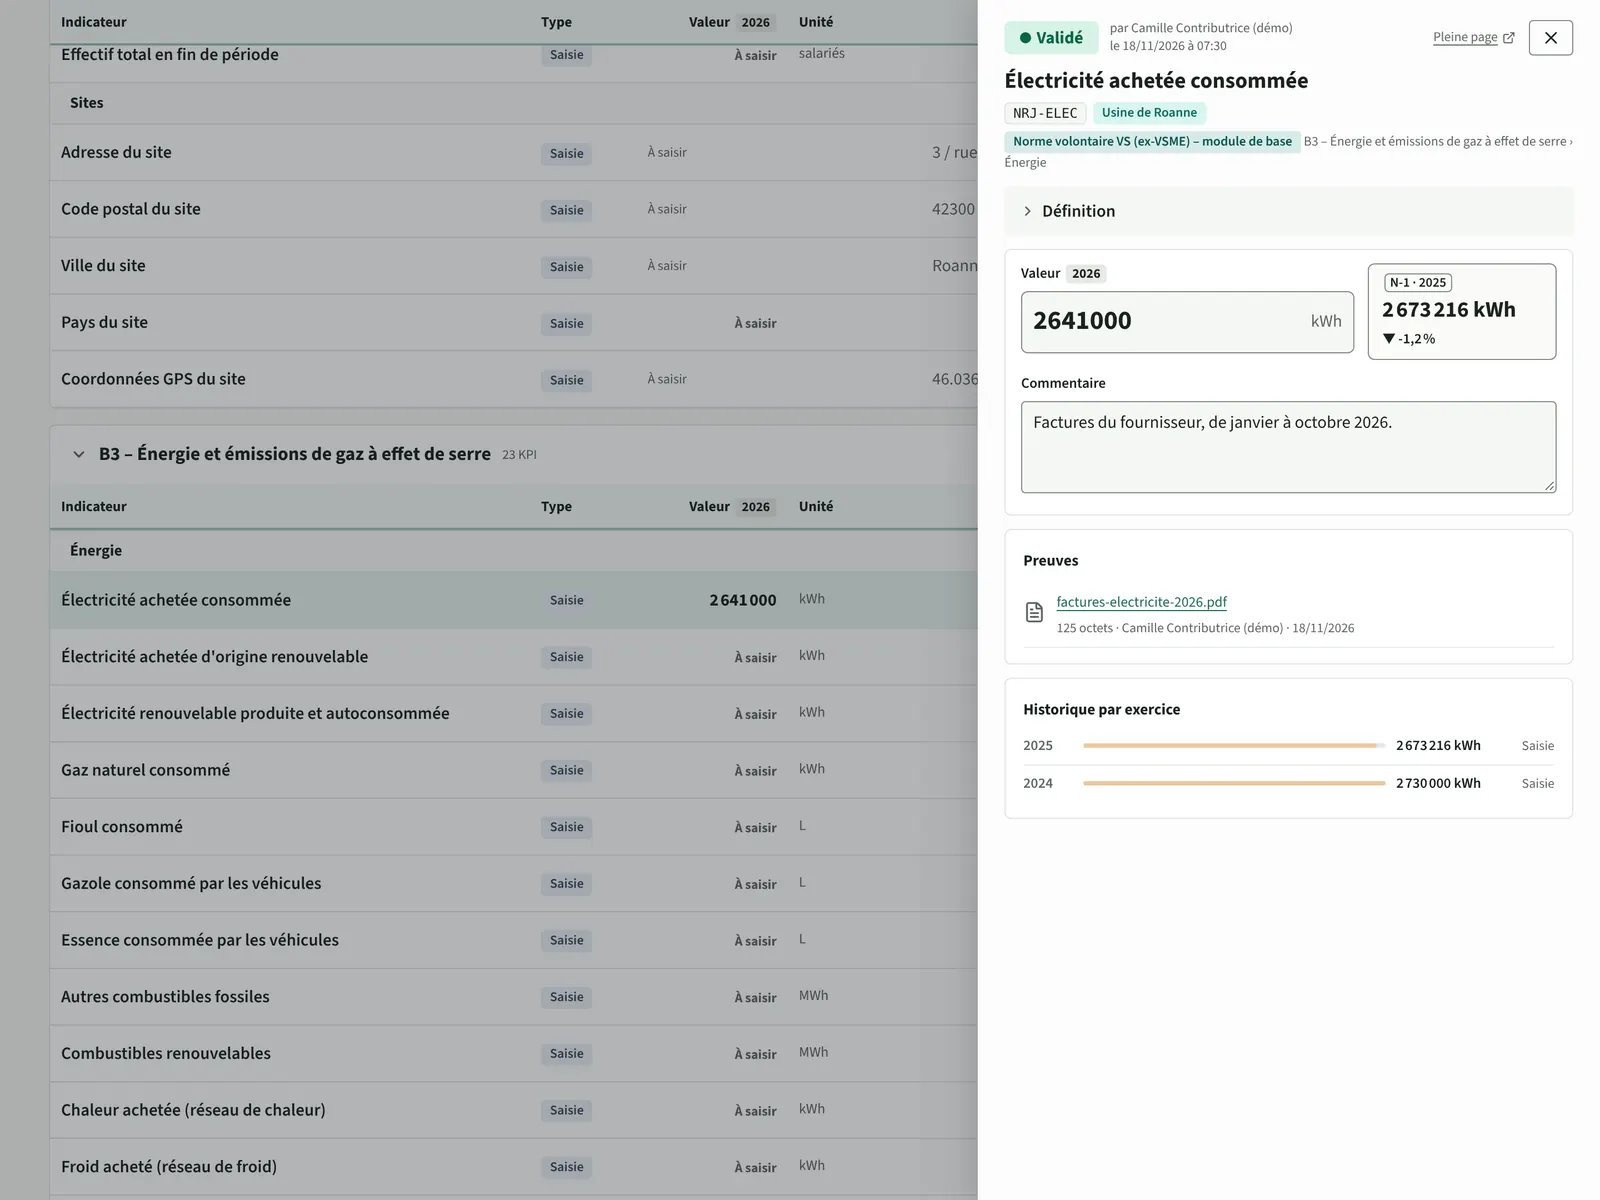 Indicateur Type Valeur 2026 Unité
Effectif total en fin de période Saisie À saisir salariés
Sites
Adresse du site Saisie À saisir 3 / rue
Code postal du site Saisie À saisir 42300
Ville du site Saisie À saisir Roann
Pays du site Saisie À saisir
Coordonnées GPS du site Saisie À saisir 46.036
B3 – Énergie et émissions de gaz à effet de serre 23 KPI
Indicateur Type Valeur 2026 Unité
Énergie
Électricité achetée consommée Saisie 2 641 000 kWh
Électricité achetée d'origine renouvelable Saisie À saisir kWh
Électricité renouvelable produite et autoconsommée Saisie À saisir kWh
Gaz naturel consommé Saisie À saisir kWh
Fioul consommé Saisie À saisir L
Gazole consommé par les véhicules Saisie À saisir L
Essence consommée par les véhicules Saisie À saisir L
Autres combustibles fossiles Saisie À saisir MWh
Combustibles renouvelables Saisie À saisir MWh
Chaleur achetée (réseau de chaleur) Saisie À saisir kWh
Froid acheté (réseau de froid) Saisie À saisir kWh
Validé
par Camille Contributrice (démo)
le 18/11/2026 à 07:30
Pleine page
Électricité achetée consommée
NRJ-ELEC Usine de Roanne
Norme volontaire VS (ex-VSME) – module de base B3 – Énergie et émissions de gaz à effet de serre ›
Énergie
Définition
Valeur 2026
2641000 kWh
N-1 · 2025
2 673 216 kWh
▼ -1,2 %
Commentaire
Factures du fournisseur, de janvier à octobre 2026.
Preuves
factures-electricite-2026.pdf
125 octets · Camille Contributrice (démo) · 18/11/2026
Historique par exercice
2025 2 673 216 kWh Saisie
2024 2 730 000 kWh Saisie